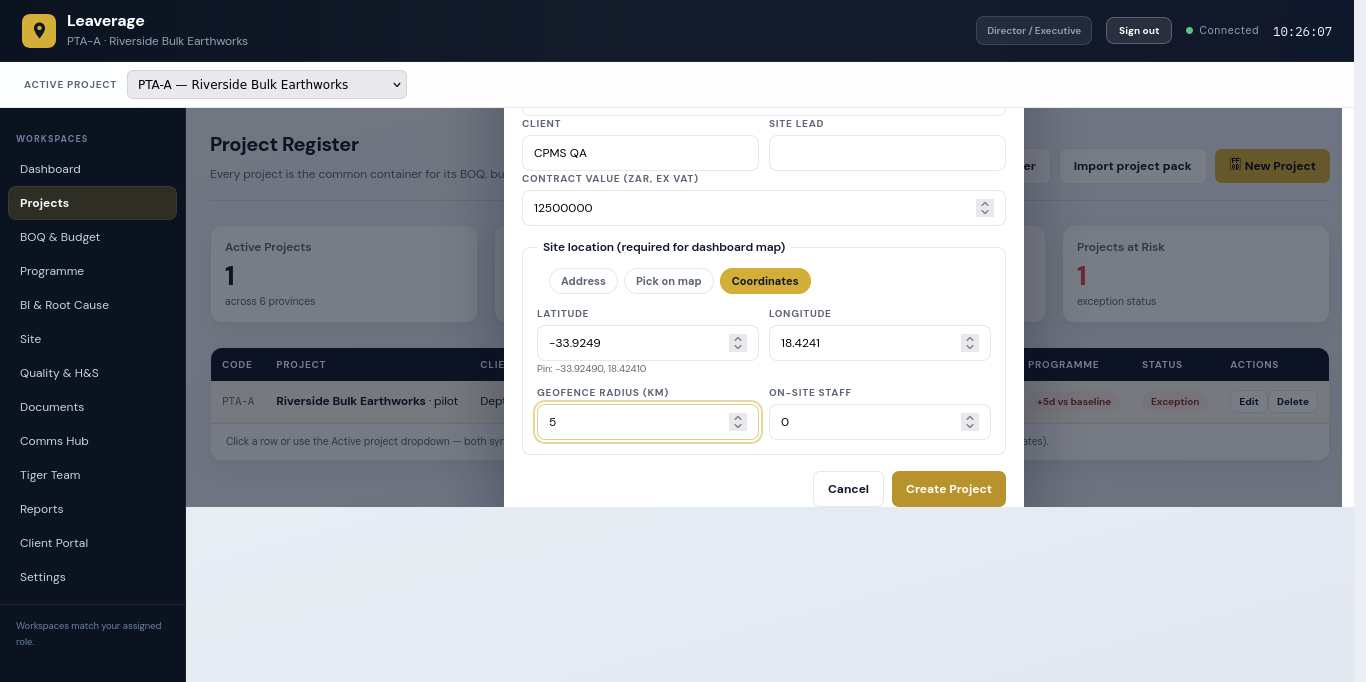 Leaverage
PTA-A · Riverside Bulk Earthworks
Director / Executive
Sign out
Connected
10:26:07
ACTIVE PROJECT
PTA-A — Riverside Bulk Earthworks
WORKSPACES
Dashboard
Projects
BOQ & Budget
Programme
BI & Root Cause
Site
Quality & H&S
Documents
Comms Hub
Tiger Team
Reports
Client Portal
Settings
Workspaces match your assigned
role.
Project Register
Every project is the common container for its BOQ, bu
er
Import project pack
New Project
Active Projects
1
across 6 provinces
Projects at Risk
1
exception status
CODE PROJECT CLIE
PROGRAMME STATUS ACTIONS
PTA-A Riverside Bulk Earthworks · pilot Dept
+5d vs baseline Exception Edit Delete
Click a row or use the Active project dropdown — both syn
ates).
CLIENT
SITE LEAD
CPMS QA
CONTRACT VALUE (ZAR, EX VAT)
12500000
Site location (required for dashboard map)
Address
Pick on map
Coordinates
LATITUDE
LONGITUDE
-33.9249
18.4241
Pin: -33.92490, 18.42410
GEOFENCE RADIUS (KM)
ON-SITE STAFF
5
0
Cancel
Create Project